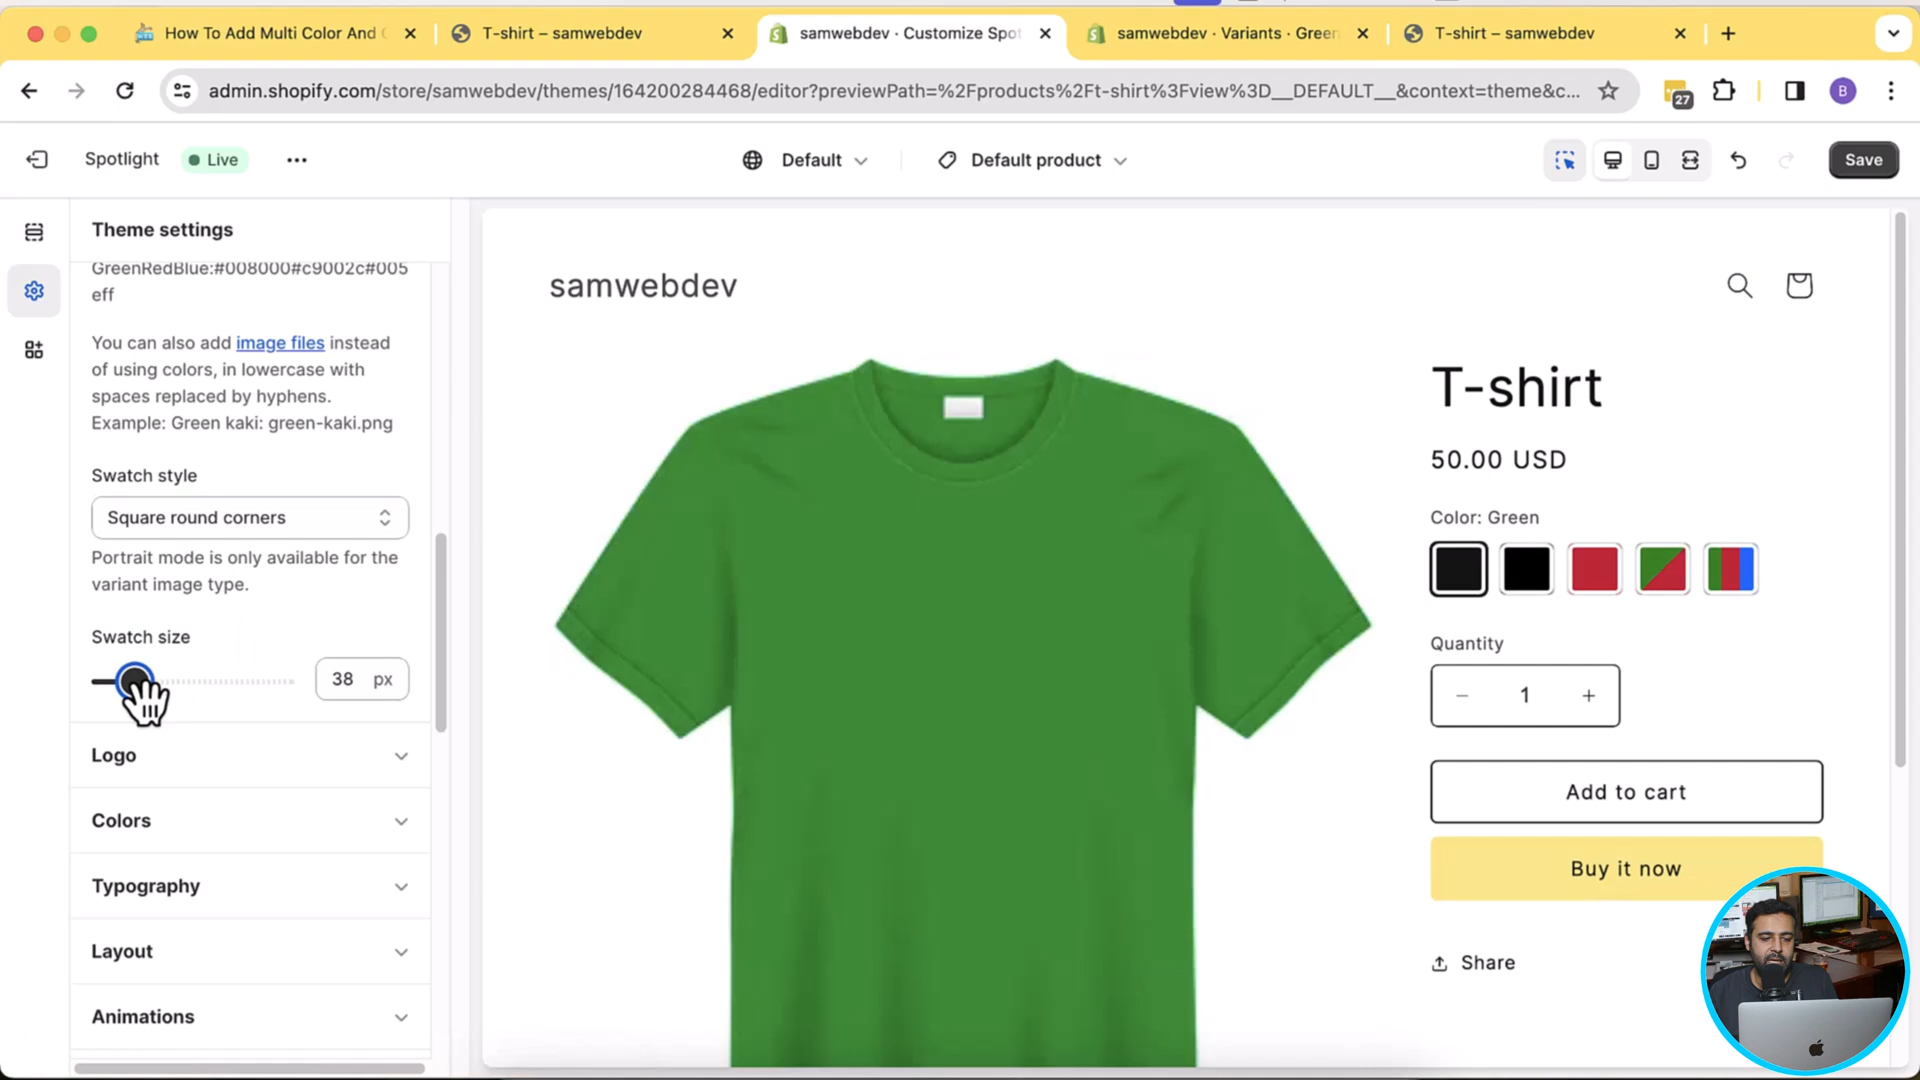 How To Add Multi Color And
T-shirt – samwebdev
samwebdev · Customize Spot
samwebdev · Variants · Green
T-shirt – samwebdev
admin.shopify.com/store/samwebdev/themes/164200284468/editor?previewPath=%2Fproducts%2Ft-shirt%3Fview%3D__DEFAULT__&context=theme&c...
27
B
Spotlight
Live
Default
Default product
Save
Theme settings
GreenRedBlue:#008000#c9002c#005
eff
You can also add image files instead
of using colors, in lowercase with
spaces replaced by hyphens.
Example: Green kaki: green-kaki.png
Swatch style
Square round corners
Portrait mode is only available for the
variant image type.
Swatch size
38 px
Logo
Colors
Typography
Layout
Animations
samwebdev
T-shirt
50.00 USD
Color: Green
Quantity
1
Add to cart
Buy it now
Share